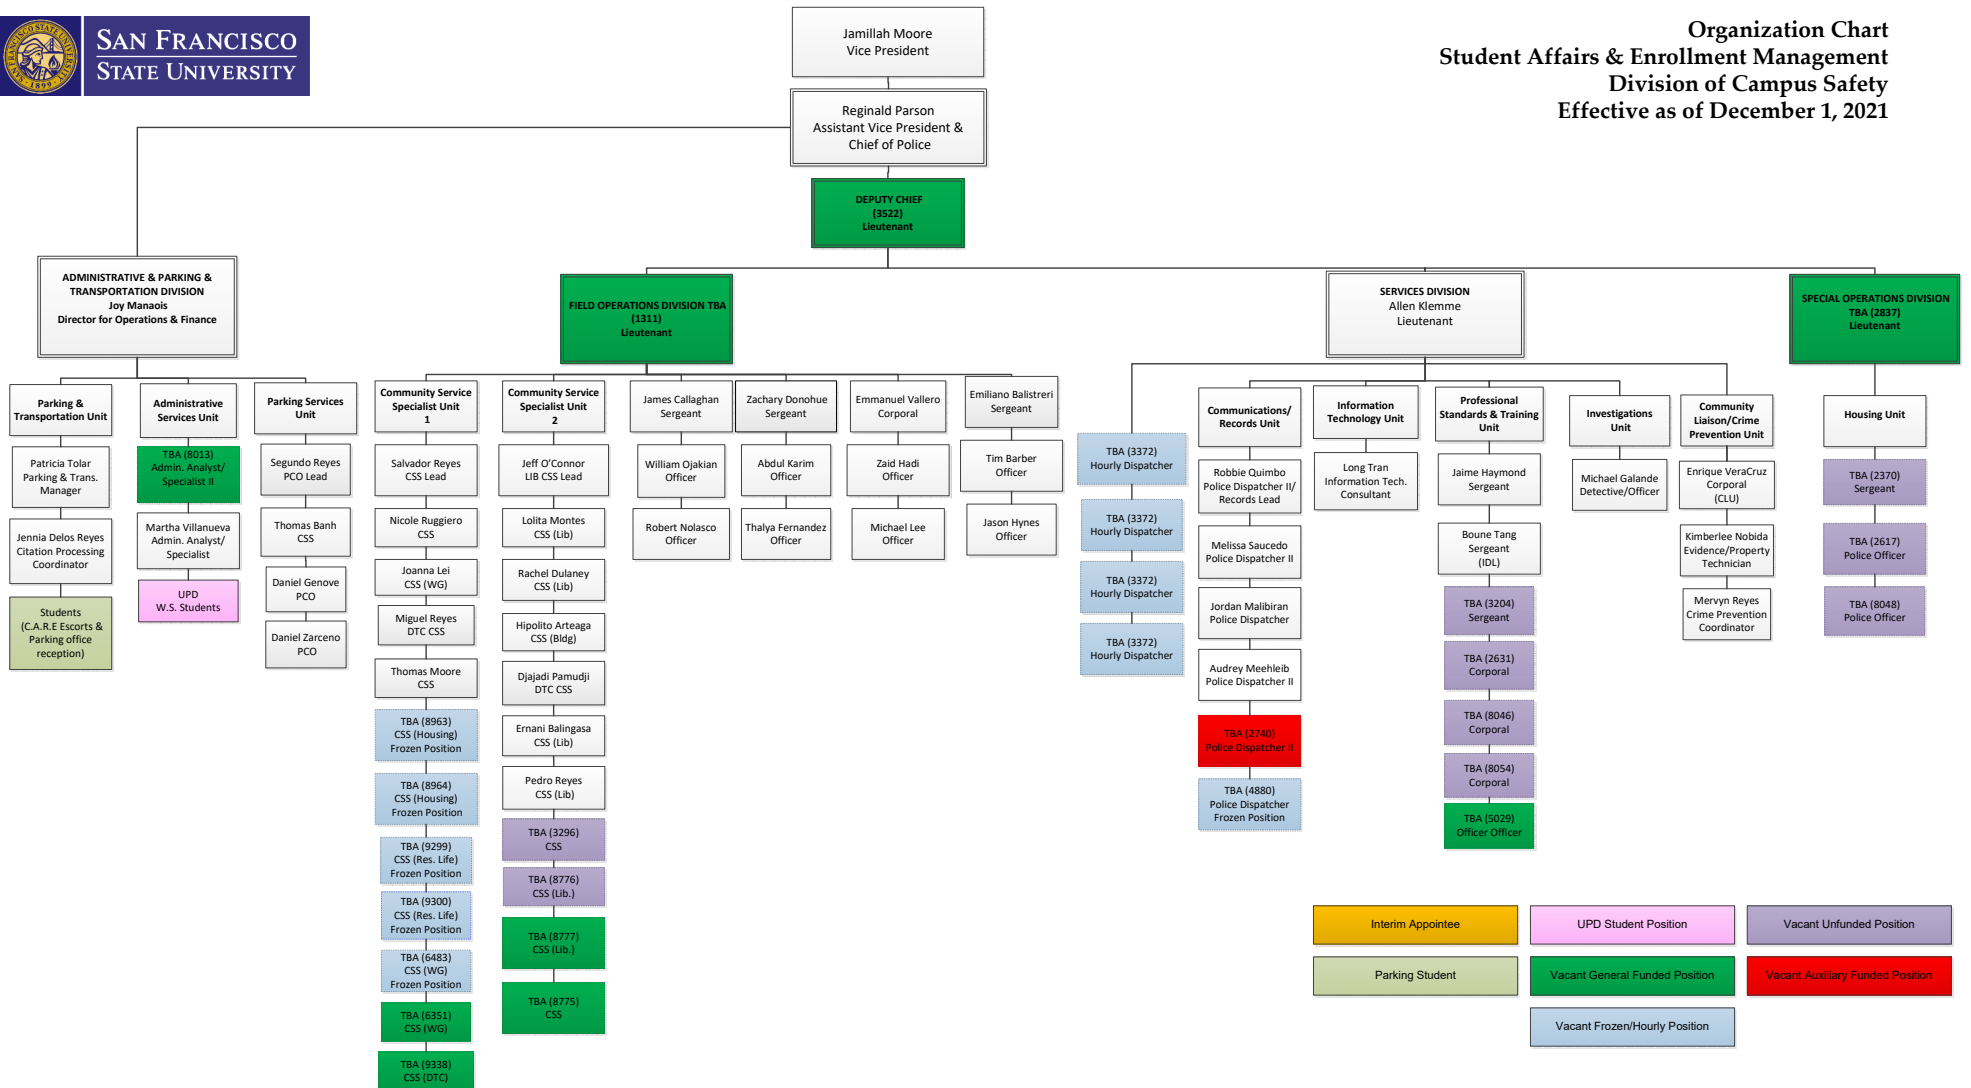 SAN FRANCISCO
STATE UNIVERSITY
Organization Chart
Student Affairs & Enrollment Management
Division of Campus Safety
Effective as of December 1, 2021
Jamillah Moore
Vice President
Reginald Parson
Assistant Vice President &
Chief of Police
DEPUTY CHIEF
(3522)
Lieutenant
ADMINISTRATIVE & PARKING &
TRANSPORTATION DIVISION
Joy Manaois
Director for Operations & Finance
FIELD OPERATIONS DIVISION TBA
(1311)
Lieutenant
SERVICES DIVISION
Allen Klemme
Lieutenant
SPECIAL OPERATIONS DIVISION
TBA (2837)
Lieutenant
Parking &
Transportation Unit
Patricia Tolar
Parking & Trans.
Manager
Jennia Delos Reyes
Citation Processing
Coordinator
Students
(C.A.R.E Escorts &
Parking office
reception)
Administrative
Services Unit
TBA (8013)
Admin. Analyst/
Specialist II
Martha Villanueva
Admin. Analyst/
Specialist
UPD
W.S. Students
Parking Services
Unit
Segundo Reyes
PCO Lead
Thomas Banh
CSS
Daniel Genove
PCO
Daniel Zarceno
PCO
Community Service
Specialist Unit
1
Salvador Reyes
CSS Lead
Nicole Ruggiero
CSS
Joanna Lei
CSS (WG)
Miguel Reyes
DTC CSS
Thomas Moore
CSS
TBA (8963)
CSS (Housing)
Frozen Position
TBA (8964)
CSS (Housing)
Frozen Position
TBA (9299)
CSS (Res. Life)
Frozen Position
TBA (9300)
CSS (Res. Life)
Frozen Position
TBA (6483)
CSS (WG)
Frozen Position
TBA (6351)
CSS (WG)
TBA (9338)
CSS (DTC)
Community Service
Specialist Unit
2
Jeff O'Connor
LIB CSS Lead
Lolita Montes
CSS (Lib)
Rachel Dulaney
CSS (Lib)
Hipolito Arteaga
CSS (Bldg)
Djajadi Pamudji
DTC CSS
Ernani Balingasa
CSS (Lib)
Pedro Reyes
CSS (Lib)
TBA (3296)
CSS
TBA (8776)
CSS (Lib.)
TBA (8777)
CSS (Lib.)
TBA (8775)
CSS
James Callaghan
Sergeant
William Ojakian
Officer
Robert Nolasco
Officer
Zachary Donohue
Sergeant
Abdul Karim
Officer
Thalya Fernandez
Officer
Emmanuel Vallero
Corporal
Zaid Hadi
Officer
Michael Lee
Officer
Emiliano Balistreri
Sergeant
Tim Barber
Officer
Jason Hynes
Officer
TBA (3372)
Hourly Dispatcher
TBA (3372)
Hourly Dispatcher
TBA (3372)
Hourly Dispatcher
TBA (3372)
Hourly Dispatcher
Communications/
Records Unit
Robbie Quimbo
Police Dispatcher II/
Records Lead
Melissa Saucedo
Police Dispatcher II
Jordan Malibiran
Police Dispatcher
Audrey Meehleib
Police Dispatcher II
TBA (2740)
Police Dispatcher II
TBA (4880)
Police Dispatcher
Frozen Position
Information
Technology Unit
Long Tran
Information Tech.
Consultant
Professional
Standards & Training
Unit
Jaime Haymond
Sergeant
Boune Tang
Sergeant
(IDL)
TBA (3204)
Sergeant
TBA (2631)
Corporal
TBA (8046)
Corporal
TBA (8054)
Corporal
TBA (5029)
Officer Officer
Investigations
Unit
Michael Galande
Detective/Officer
Community
Liaison/Crime
Prevention Unit
Enrique VeraCruz
Corporal
(CLU)
Kimberlee Nobida
Evidence/Property
Technician
Mervyn Reyes
Crime Prevention
Coordinator
Housing Unit
TBA (2370)
Sergeant
TBA (2617)
Police Officer
TBA (8048)
Police Officer
Interim Appointee
UPD Student Position
Vacant Unfunded Position
Parking Student
Vacant General Funded Position
Vacant Auxiliary Funded Position
Vacant Frozen/Hourly Position